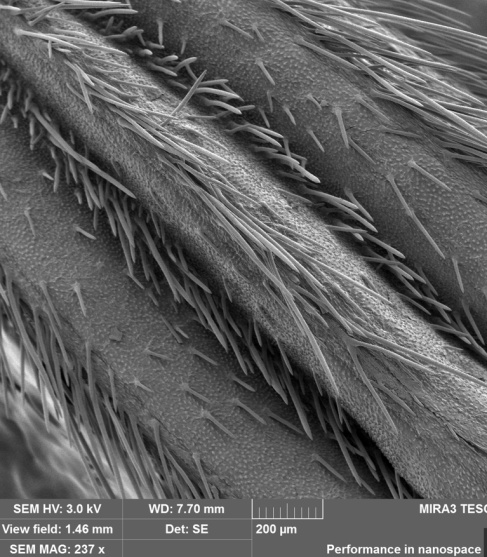 SEM HV: 3.0 kV
WD: 7.70 mm
MIRA3 TESC
View field: 1.46 mm
Det: SE
200 µm
SEM MAG: 237 x
Performance in nanospace